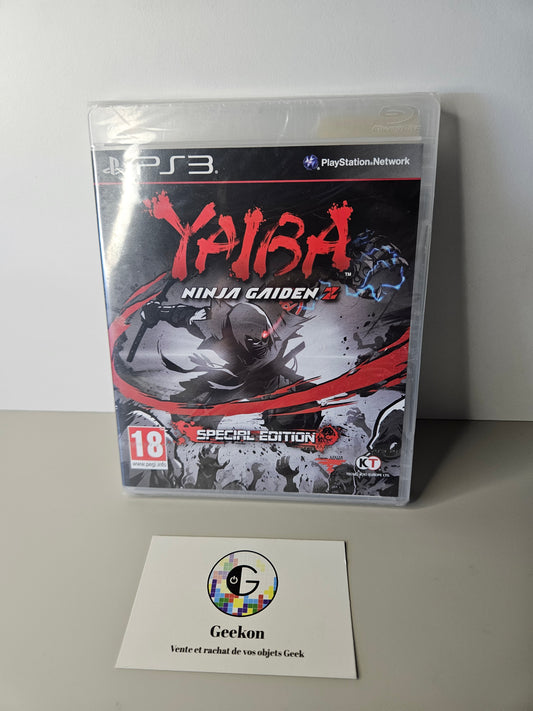 PS3
PlayStation®Network
YAIBA™
NINJA GAIDEN Z
SPECIAL EDITION
18
www.pegi.info
KT
G
Geekon
Vente et rachat de vos objets Geek